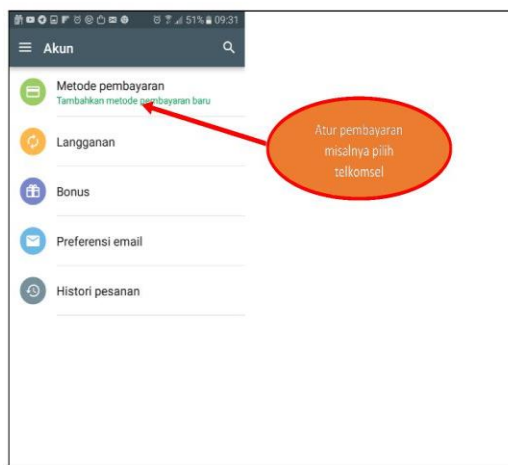 51% 09:31
Akun
Metode pembayaran
Tambahkan metode pembayaran baru
Langganan
Bonus
Preferensi email
Histori pesanan
Atur pembayaran
misalnya pilih
telkomsel